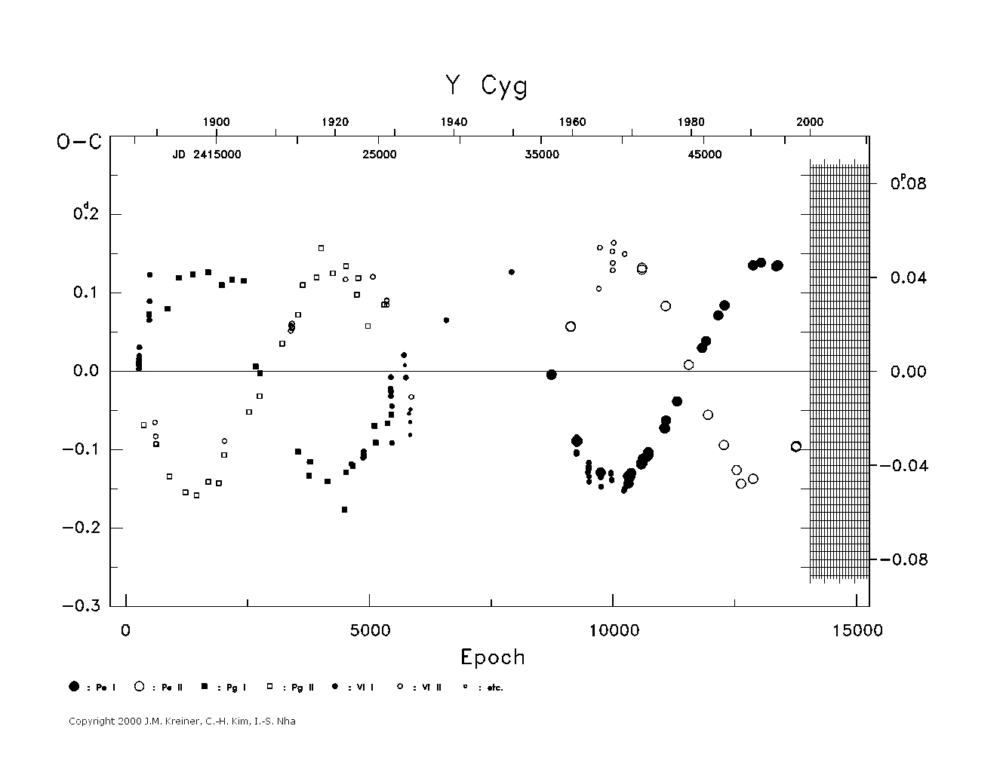 Y Cyg
1900 1920 1940 1960 1980 2000
O-C
JD 2415000 25000 35000 45000
0.08
p
0.2
d
0.04
0.1
0.0
0.00
-0.1
-0.04
-0.2
-0.08
-0.3
0 5000 10000 15000
Epoch
: Pe I : Pe II : Pg I : Pg II : VI I : VI II : etc.
Copyright 2000 J.M. Kreiner, C.-H. Kim, I.-S. Nha